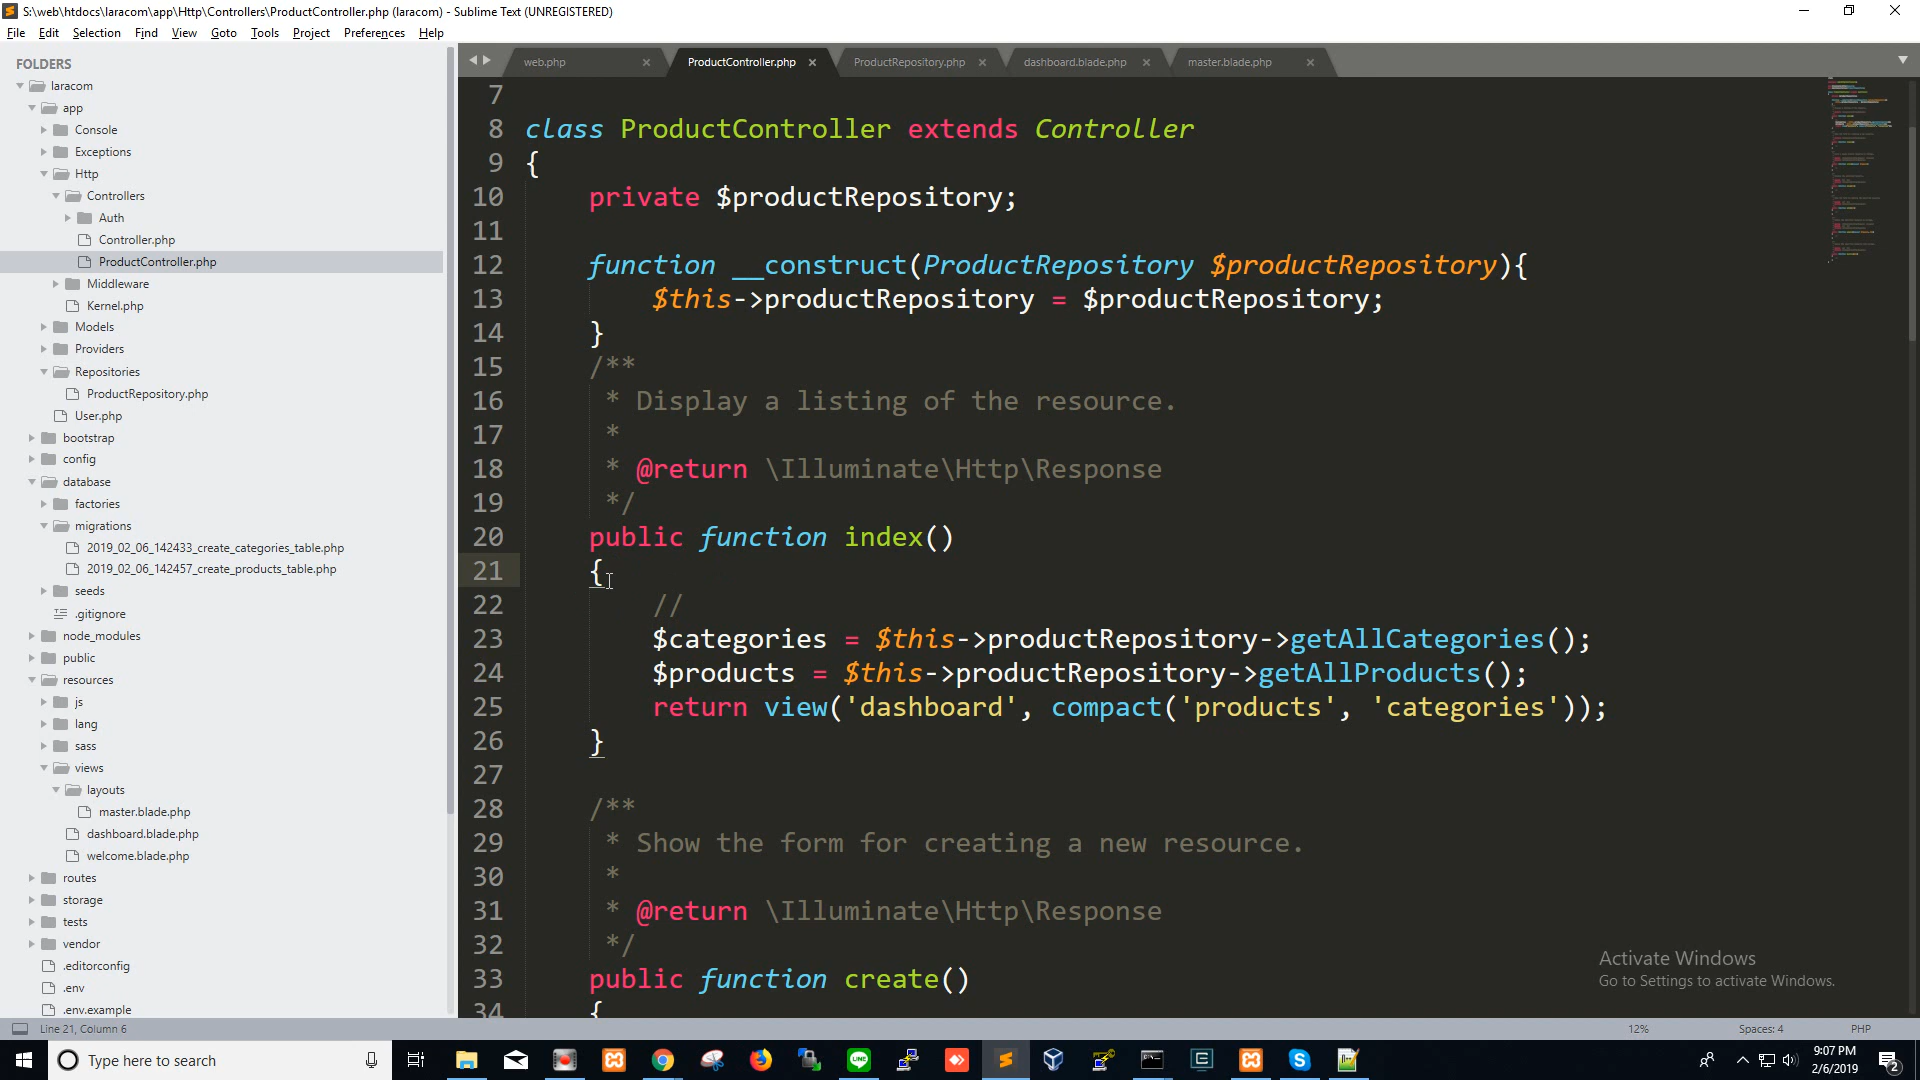 S:\web\htdocs\laracom\app\Http\Controllers\ProductController.php (laracom) - Sublime Text (UNREGISTERED)
File Edit Selection Find View Goto Tools Project Preferences Help
FOLDERS
laracom
app
Console
Exceptions
Http
Controllers
Auth
Controller.php
ProductController.php
Middleware
Kernel.php
Models
Providers
Repositories
ProductRepository.php
User.php
bootstrap
config
database
factories
migrations
2019_02_06_142433_create_categories_table.php
2019_02_06_142457_create_products_table.php
seeds
.gitignore
node_modules
public
resources
js
lang
sass
views
layouts
master.blade.php
dashboard.blade.php
welcome.blade.php
routes
storage
tests
vendor
.editorconfig
.env
.env.example
web.php ProductController.php ProductRepository.php dashboard.blade.php master.blade.php
7
8 class ProductController extends Controller
9 {
10 private $productRepository;
11
12 function __construct(ProductRepository $productRepository){
13 $this->productRepository = $productRepository;
14 }
15 /**
16 * Display a listing of the resource.
17 *
18 * @return \Illuminate\Http\Response
19 */
20 public function index()
21 {
22 //
23 $categories = $this->productRepository->getAllCategories();
24 $products = $this->productRepository->getAllProducts();
25 return view('dashboard', compact('products', 'categories'));
26 }
27
28 /**
29 * Show the form for creating a new resource.
30 *
31 * @return \Illuminate\Http\Response
32 */
33 public function create()
34 {
Activate Windows
Go to Settings to activate Windows.
Line 21, Column 6 12% Spaces: 4 PHP
Type here to search
9:07 PM
2/6/2019
2